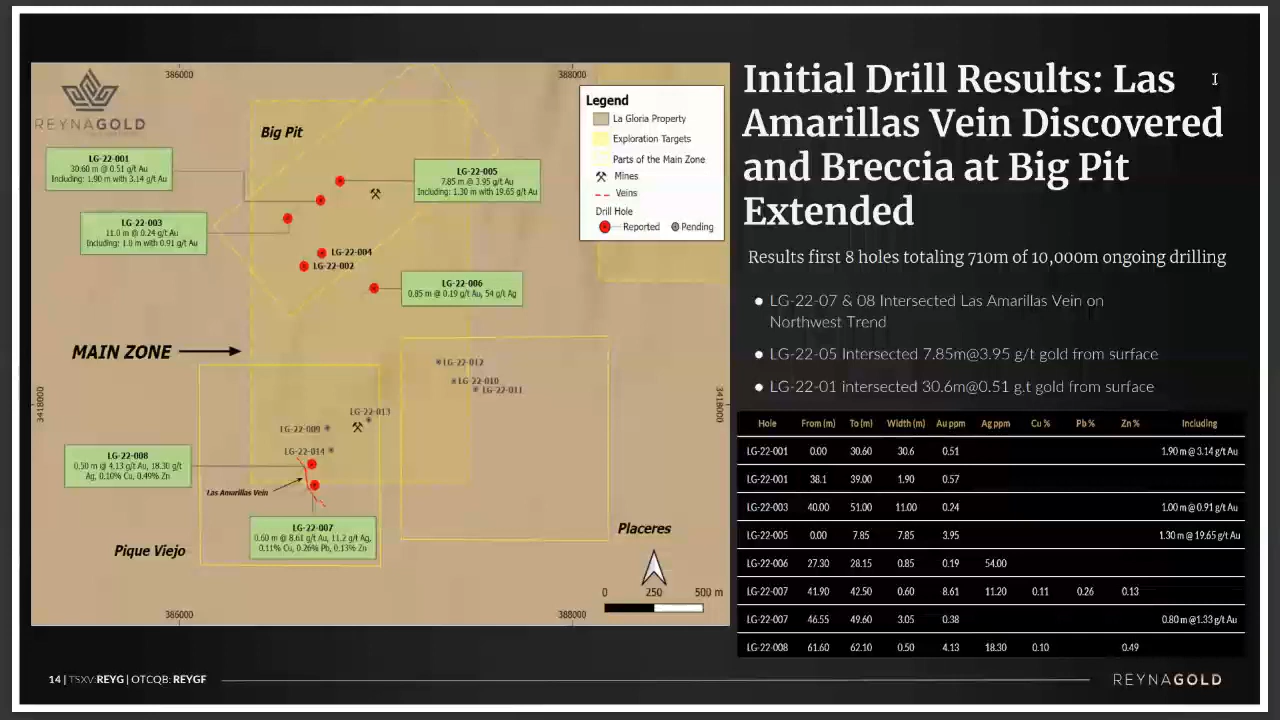 386000
388000
REYNAGOLD
Big Pit
LG-22-001
30.60 m @ 0.51 g/t Au
Including: 1.90 m with 3.14 g/t Au
LG-22-003
11.0 m @ 0.24 g/t Au
Including: 1.0 m with 0.91 g/t Au
LG-22-005
7.85 m @ 3.95 g/t Au
Including: 1.30 m with 19.65 g/t Au
LG-22-004
LG-22-002
LG-22-006
0.85 m @ 0.19 g/t Au, 54 g/t Ag
Legend
La Gloria Property
Exploration Targets
Parts of the Main Zone
Mines
Veins
Drill Hole
Reported Pending
MAIN ZONE
3418000
3418000
LG-22-012
LG-22-010
LG-22-011
LG-22-013
LG-22-009
LG-22-014
LG-22-008
0.50 m @ 4.13 g/t Au, 18.30 g/t
Ag, 0.10% Cu, 0.49% Zn
Las Amarillas Vein
LG-22-007
0.60 m @ 8.61 g/t Au, 11.2 g/t Ag,
0.11% Cu, 0.26% Pb, 0.13% Zn
Pique Viejo
Placeres
0 250 500 m
386000
388000
Initial Drill Results: Las
Amarillas Vein Discovered
and Breccia at Big Pit
Extended
Results first 8 holes totaling 710m of 10,000m ongoing drilling
LG-22-07 & 08 Intersected Las Amarillas Vein on
Northwest Trend
LG-22-05 Intersected 7.85m@3.95 g/t gold from surface
LG-22-01 intersected 30.6m@0.51 g.t gold from surface
Hole From (m) To (m) Width (m) Au ppm Ag ppm Cu % Pb % Zn % Including
LG-22-001 0.00 30.60 30.6 0.51 1.90 m @ 3.14 g/t Au
LG-22-001 38.1 39.00 1.90 0.57
LG-22-003 40.00 51.00 11.00 0.24 1.00 m @ 0.91 g/t Au
LG-22-005 0.00 7.85 7.85 3.95 1.30 m @ 19.65 g/t Au
LG-22-006 27.30 28.15 0.85 0.19 54.00
LG-22-007 41.90 42.50 0.60 8.61 11.20 0.11 0.26 0.13
LG-22-007 46.55 49.60 3.05 0.38 0.80 m @1.33 g/t Au
LG-22-008 61.60 62.10 0.50 4.13 18.30 0.10 0.49
14 | TSXV:REYG | OTCQB: REYGF
REYNAGOLD